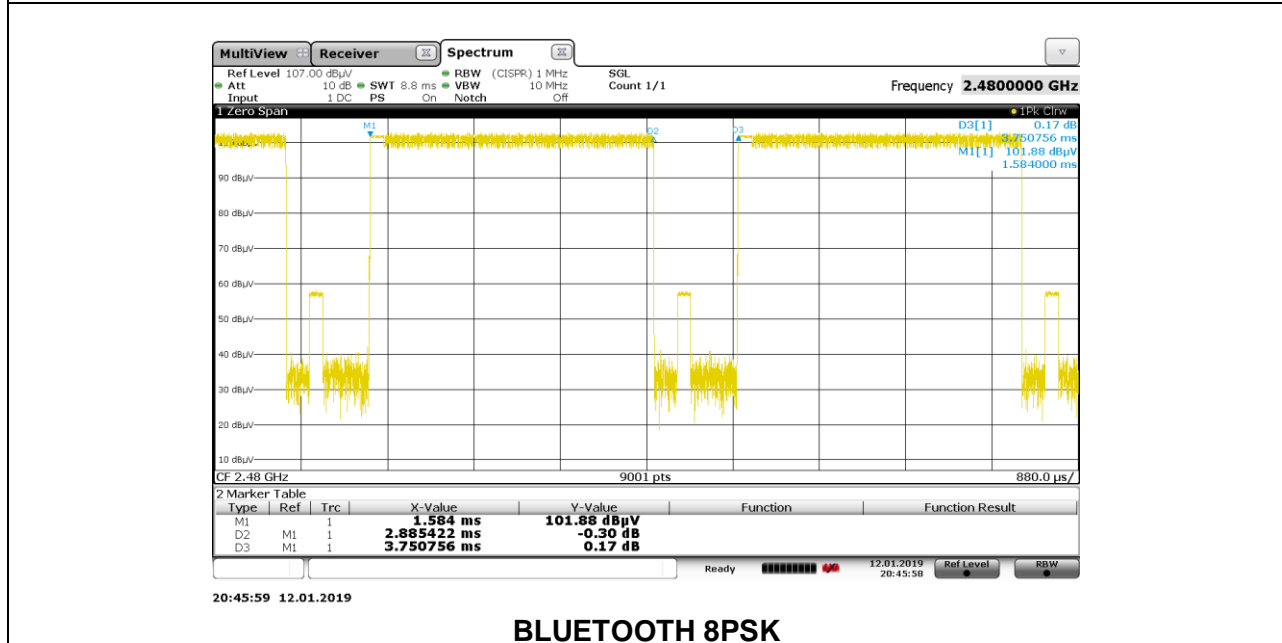 MultiView Receiver Spectrum
Ref Level 107.00 dBµV RBW (CISPR) 1 MHz SGL
Att 10 dB SWT 8.8 ms VBW 10 MHz Count 1/1 Frequency 2.4800000 GHz
Input 1 DC PS On Notch Off
1 Zero Span 1Pk Clrw
D3[1] 0.17 dB
3.750756 ms
M1[1] 101.88 dBµV
1.584000 ms
M1 D2 D3
90 dBµV
80 dBµV
70 dBµV
60 dBµV
50 dBµV
40 dBµV
30 dBµV
20 dBµV
10 dBµV
CF 2.48 GHz 9001 pts 880.0 µs/
2 Marker Table
Type Ref Trc X-Value Y-Value Function Function Result
M1 1 1.584 ms 101.88 dBµV
D2 M1 1 2.885422 ms -0.30 dB
D3 M1 1 3.750756 ms 0.17 dB
Ready 12.01.2019 Ref Level RBW
20:45:58
20:45:59 12.01.2019
BLUETOOTH 8PSK